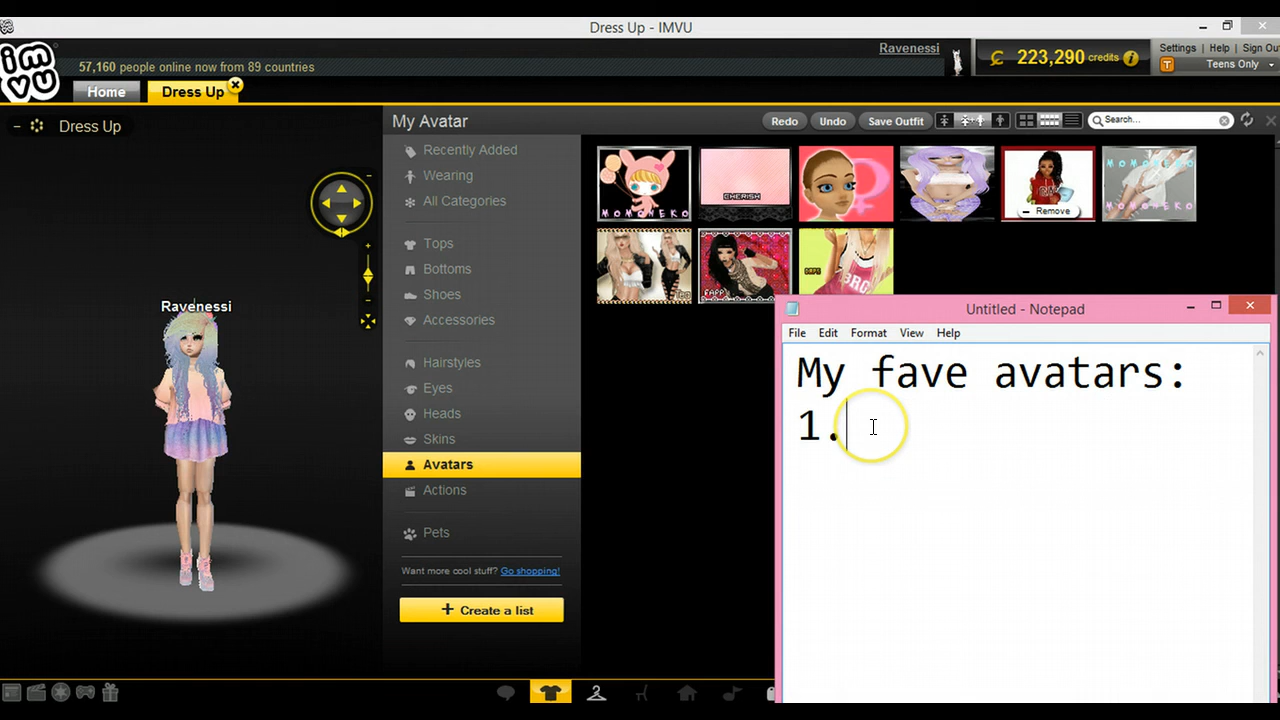 Dress Up - IMVU
imvu
57,160 people online now from 89 countries
Ravenessi
223,290 credits
Settings Help Sign Out
T Teens Only
Home
Dress Up
Dress Up
My Avatar
Redo
Undo
Save Outfit
Search...
Recently Added
Wearing
All Categories
Tops
Bottoms
Shoes
Accessories
Hairstyles
Eyes
Heads
Skins
Avatars
Actions
Pets
Want more cool stuff? Go shopping!
+ Create a list
Ravenessi
MOMONEKO
CHERISH
Remove
MOMONEKO
Untitled - Notepad
File Edit Format View Help
My fave avatars:
1.